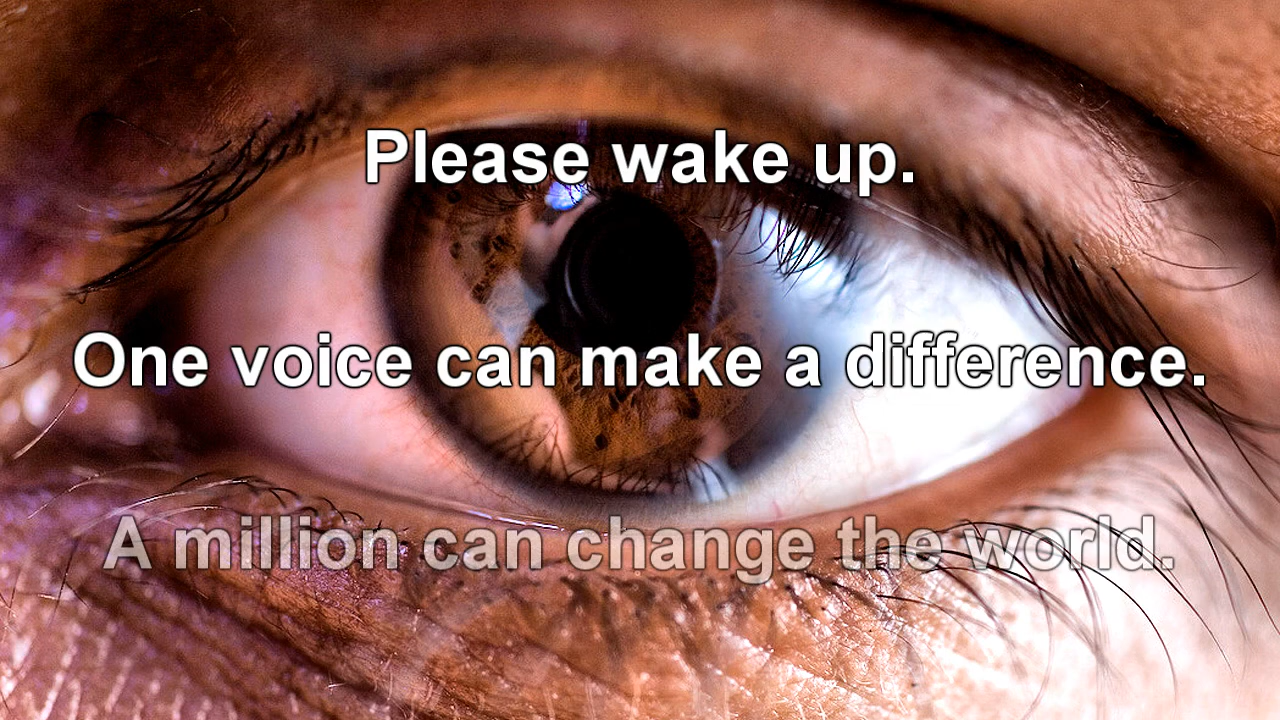 Please wake up.
One voice can make a difference.
A million can change the world.